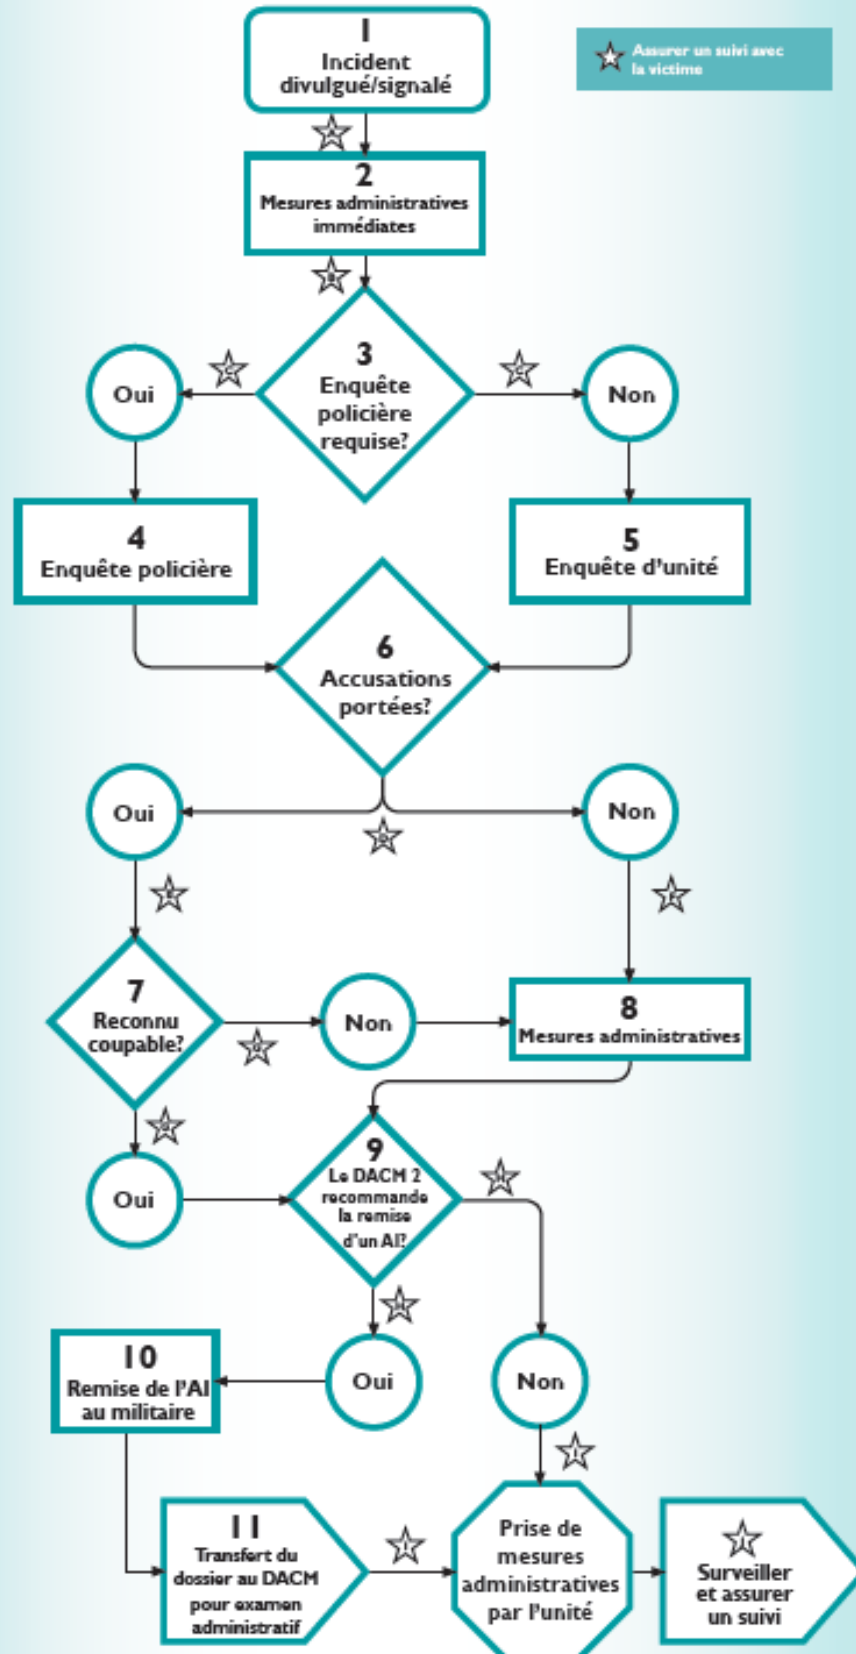 1
Incident
divulgué/signalé
Assurer un suivi avec
la victime
A
2
Mesures administratives
immédiates
B
3
Enquête
policière
requise?
C
C
Oui
Non
4
Enquête policière
5
Enquête d'unité
6
Accusations
portées?
Oui
Non
D
E
F
7
Reconnu
coupable?
G
Non
8
Mesures administratives
G
Oui
9
Le DACM 2
recommande
la remise
d'un AI?
H
H
10
Remise de l'AI
au militaire
Oui
Non
I
11
Transfert du
dossier au DACM
pour examen
administratif
I
Prise de
mesures
administratives
par l'unité
J
Surveiller
et assurer
un suivi